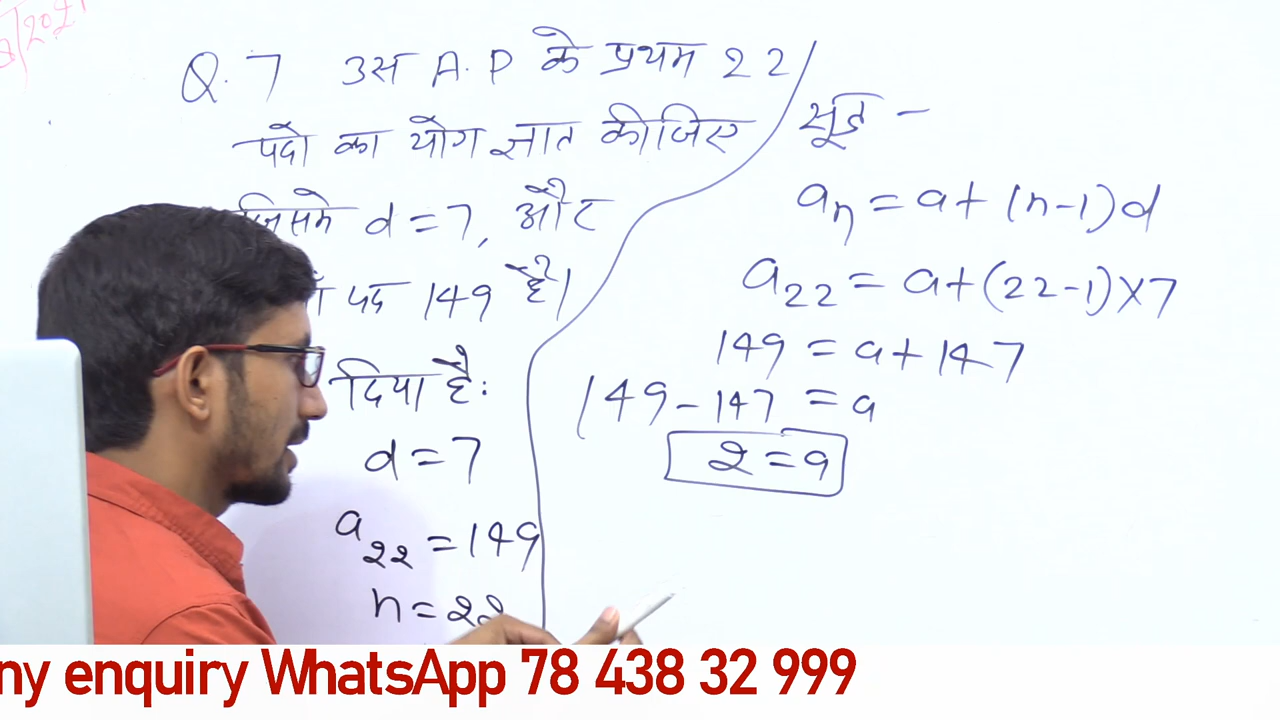 Q. 7 उस A.P के प्रथम 22
पदो का योग ज्ञात कीजिए
जिसमे d = 7, और
पद 149 है।
दिया है:
d = 7
a₂₂ = 149
n = 22
सूत्र –
aₙ = a + (n-1)d
a₂₂ = a + (22-1)×7
149 = a + 147
149 - 147 = a
2 = a
ny enquiry WhatsApp 78 438 32 999